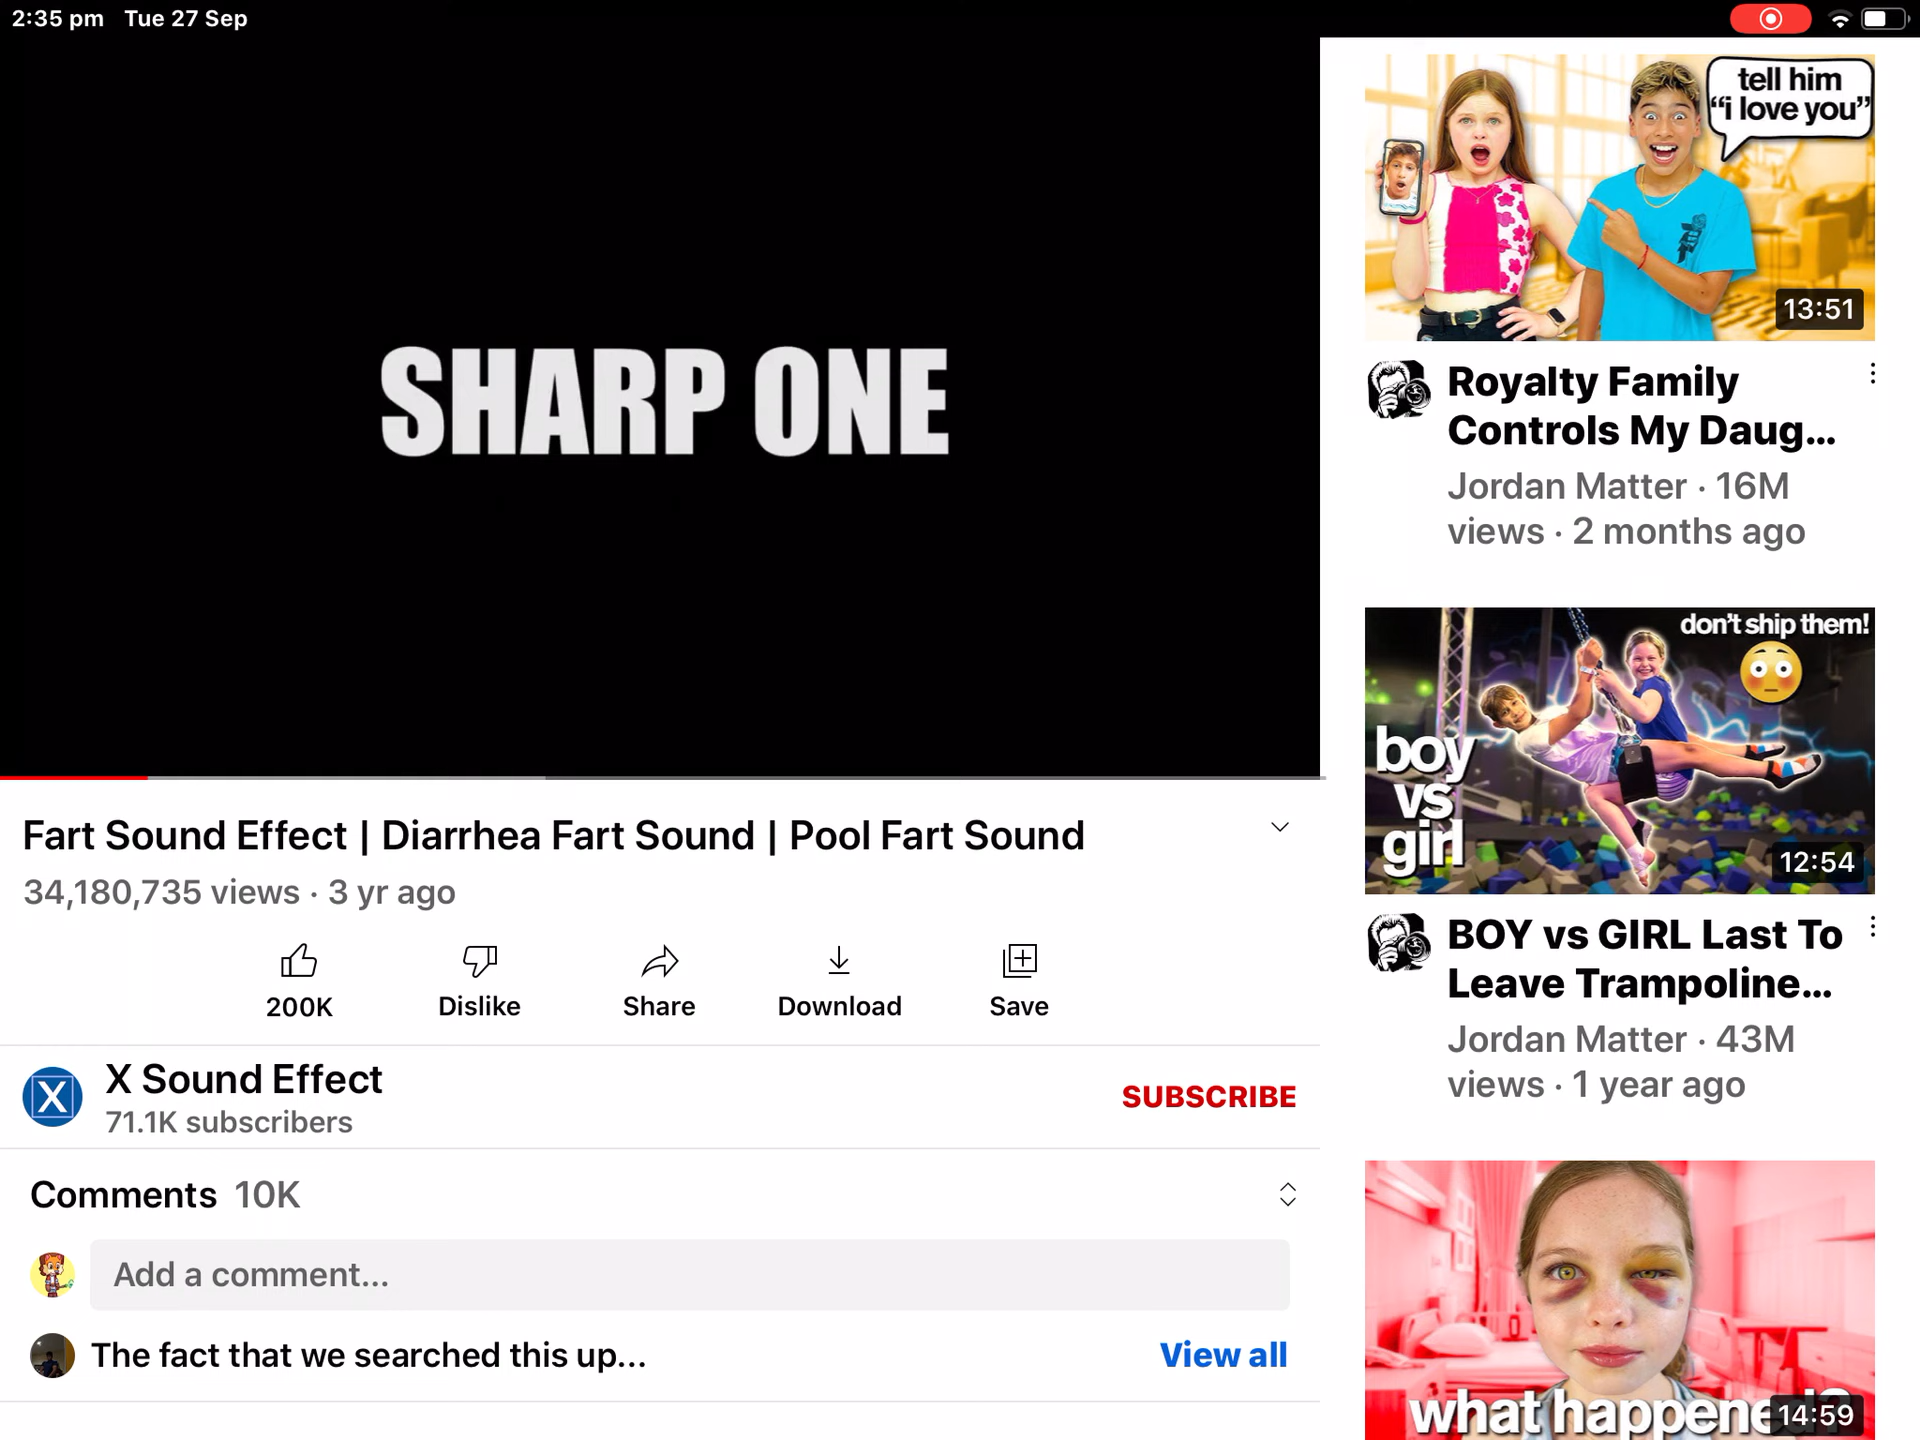 2:35 pm Tue 27 Sep
SHARP ONE
Fart Sound Effect | Diarrhea Fart Sound | Pool Fart Sound
34,180,735 views · 3 yr ago
200K
Dislike
Share
Download
Save
X
X Sound Effect
71.1K subscribers
SUBSCRIBE
Comments 10K
Add a comment...
The fact that we searched this up...
View all
tell him
“i love you”
13:51
Royalty Family
Controls My Daug...
Jordan Matter · 16M
views · 2 months ago
don't ship them!
boy
vs
girl
12:54
BOY vs GIRL Last To
Leave Trampoline...
Jordan Matter · 43M
views · 1 year ago
what happened?
14:59